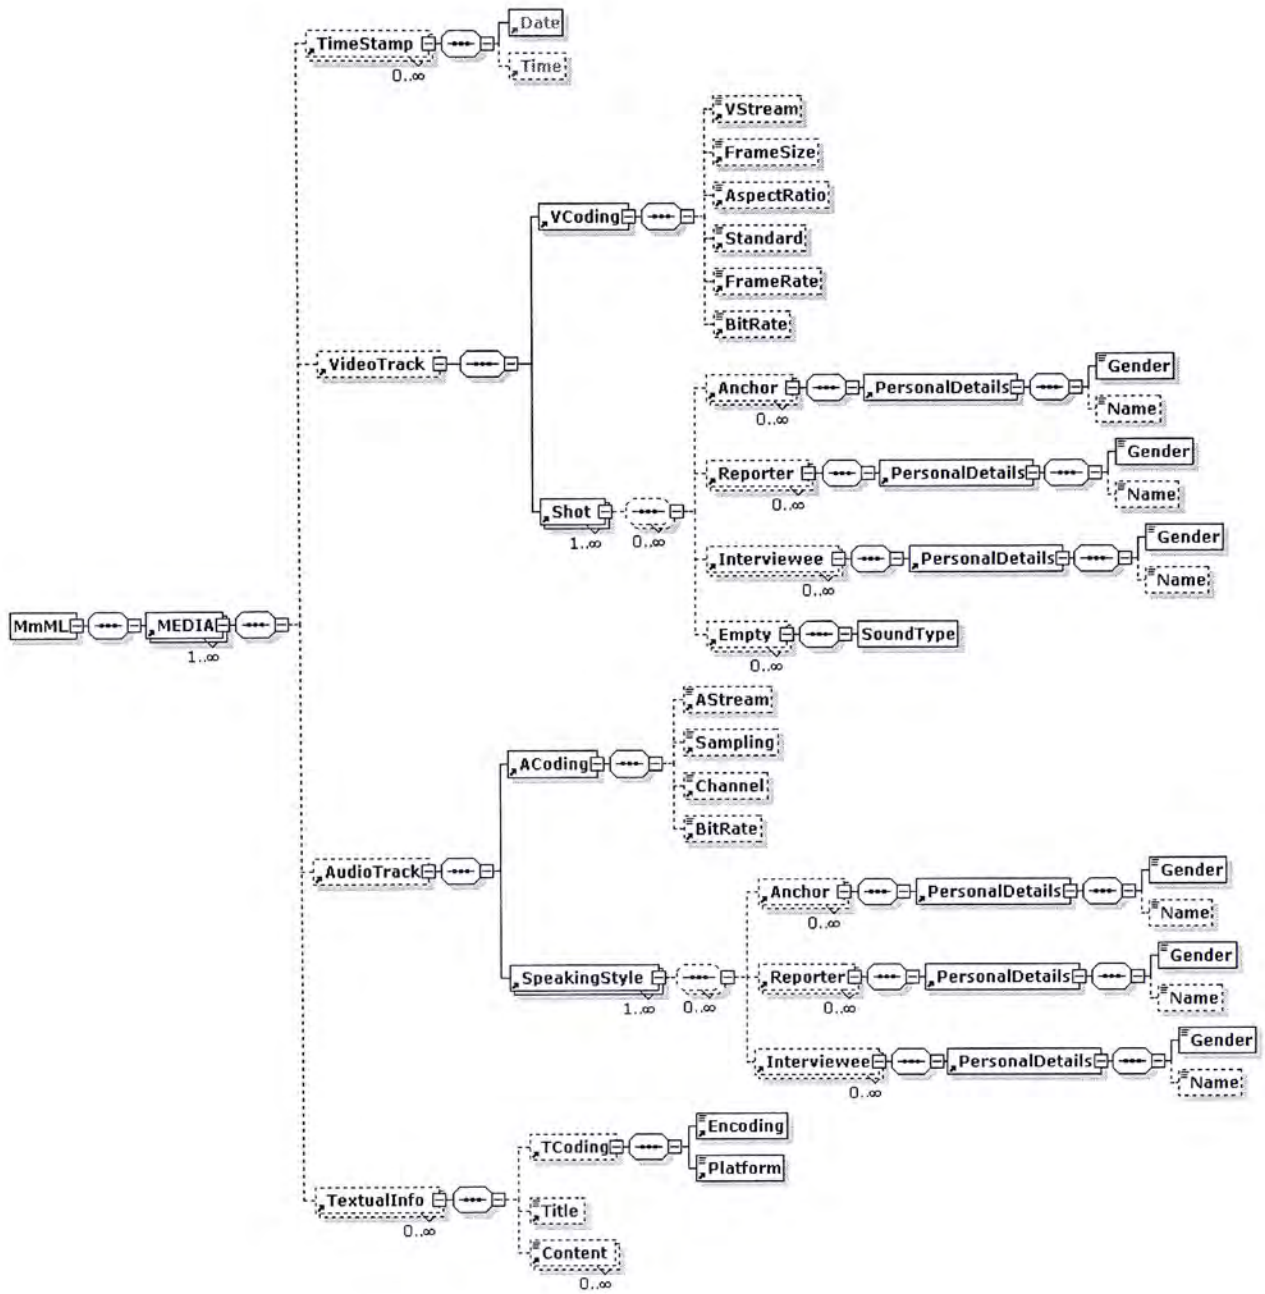 Date
TimeStamp
Time
0..∞
VStream
FrameSize
AspectRatio
VCoding
Standard
FrameRate
BitRate
VideoTrack
Gender
Anchor
PersonalDetails
Name
0..∞
Gender
Reporter
PersonalDetails
Name
0..∞
Shot
1..∞
0..∞
Gender
Interviewee
PersonalDetails
Name
0..∞
MmML
MEDIA
1..∞
Empty
SoundType
0..∞
AStream
Sampling
ACoding
Channel
BitRate
AudioTrack
Gender
Anchor
PersonalDetails
Name
0..∞
Gender
SpeakingStyle
Reporter
PersonalDetails
Name
1..∞
0..∞
0..∞
Gender
Interviewee
PersonalDetails
Name
0..∞
Encoding
TCoding
Platform
TextualInfo
0..∞
Title
Content
0..∞